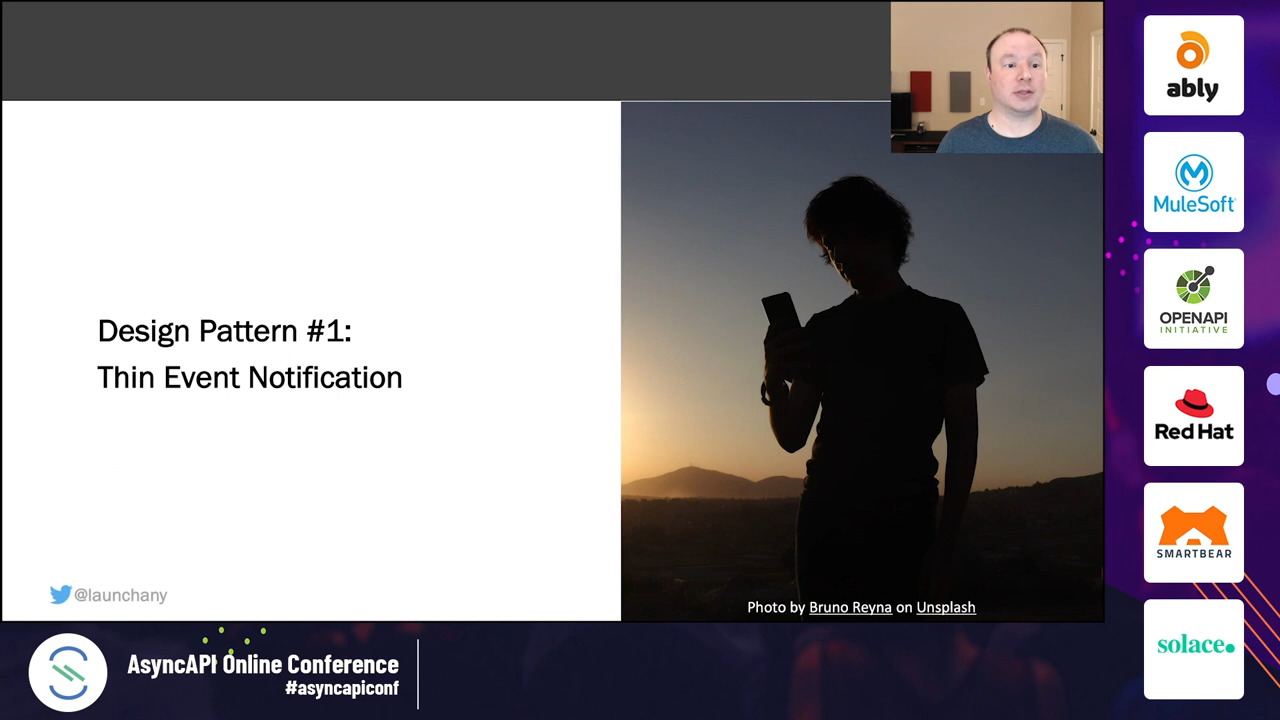 Design Pattern #1:
Thin Event Notification
@launchany
Photo by Bruno Reyna on Unsplash
AsyncAPI Online Conference
#asyncapiconf
ably
MuleSoft
OPENAPI
INITIATIVE
Red Hat
SMARTBEAR
solace.